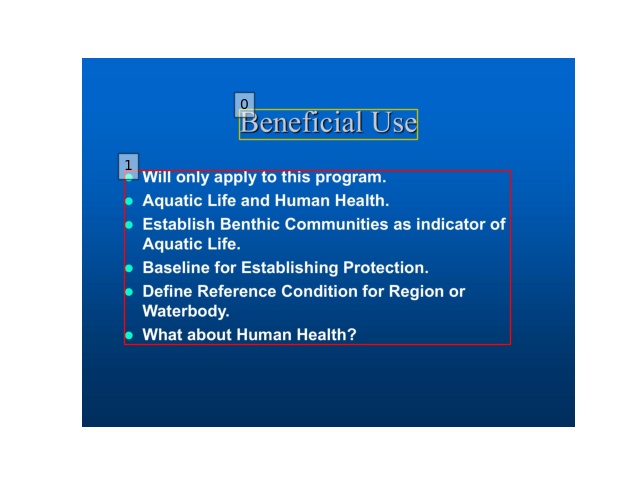 0
Beneficial Use
1
Will only apply to this program.
Aquatic Life and Human Health.
Establish Benthic Communities as indicator of
Aquatic Life.
Baseline for Establishing Protection.
Define Reference Condition for Region or
Waterbody.
What about Human Health?